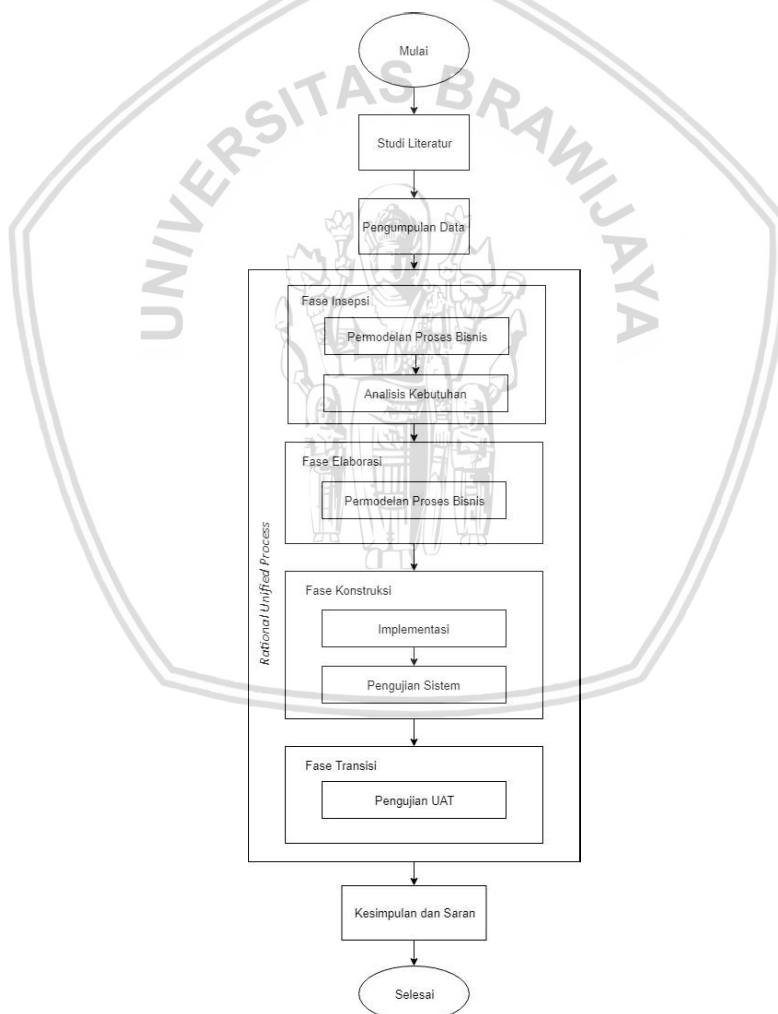 UNIVERSITAS BRAWIJAYA
Mulai
Studi Literatur
Pengumpulan Data
Rational Unified Process
Fase Insepsi
Permodelan Proses Bisnis
Analisis Kebutuhan
Fase Elaborasi
Permodelan Proses Bisnis
Fase Konstruksi
Implementasi
Pengujian Sistem
Fase Transisi
Pengujian UAT
Kesimpulan dan Saran
Selesai